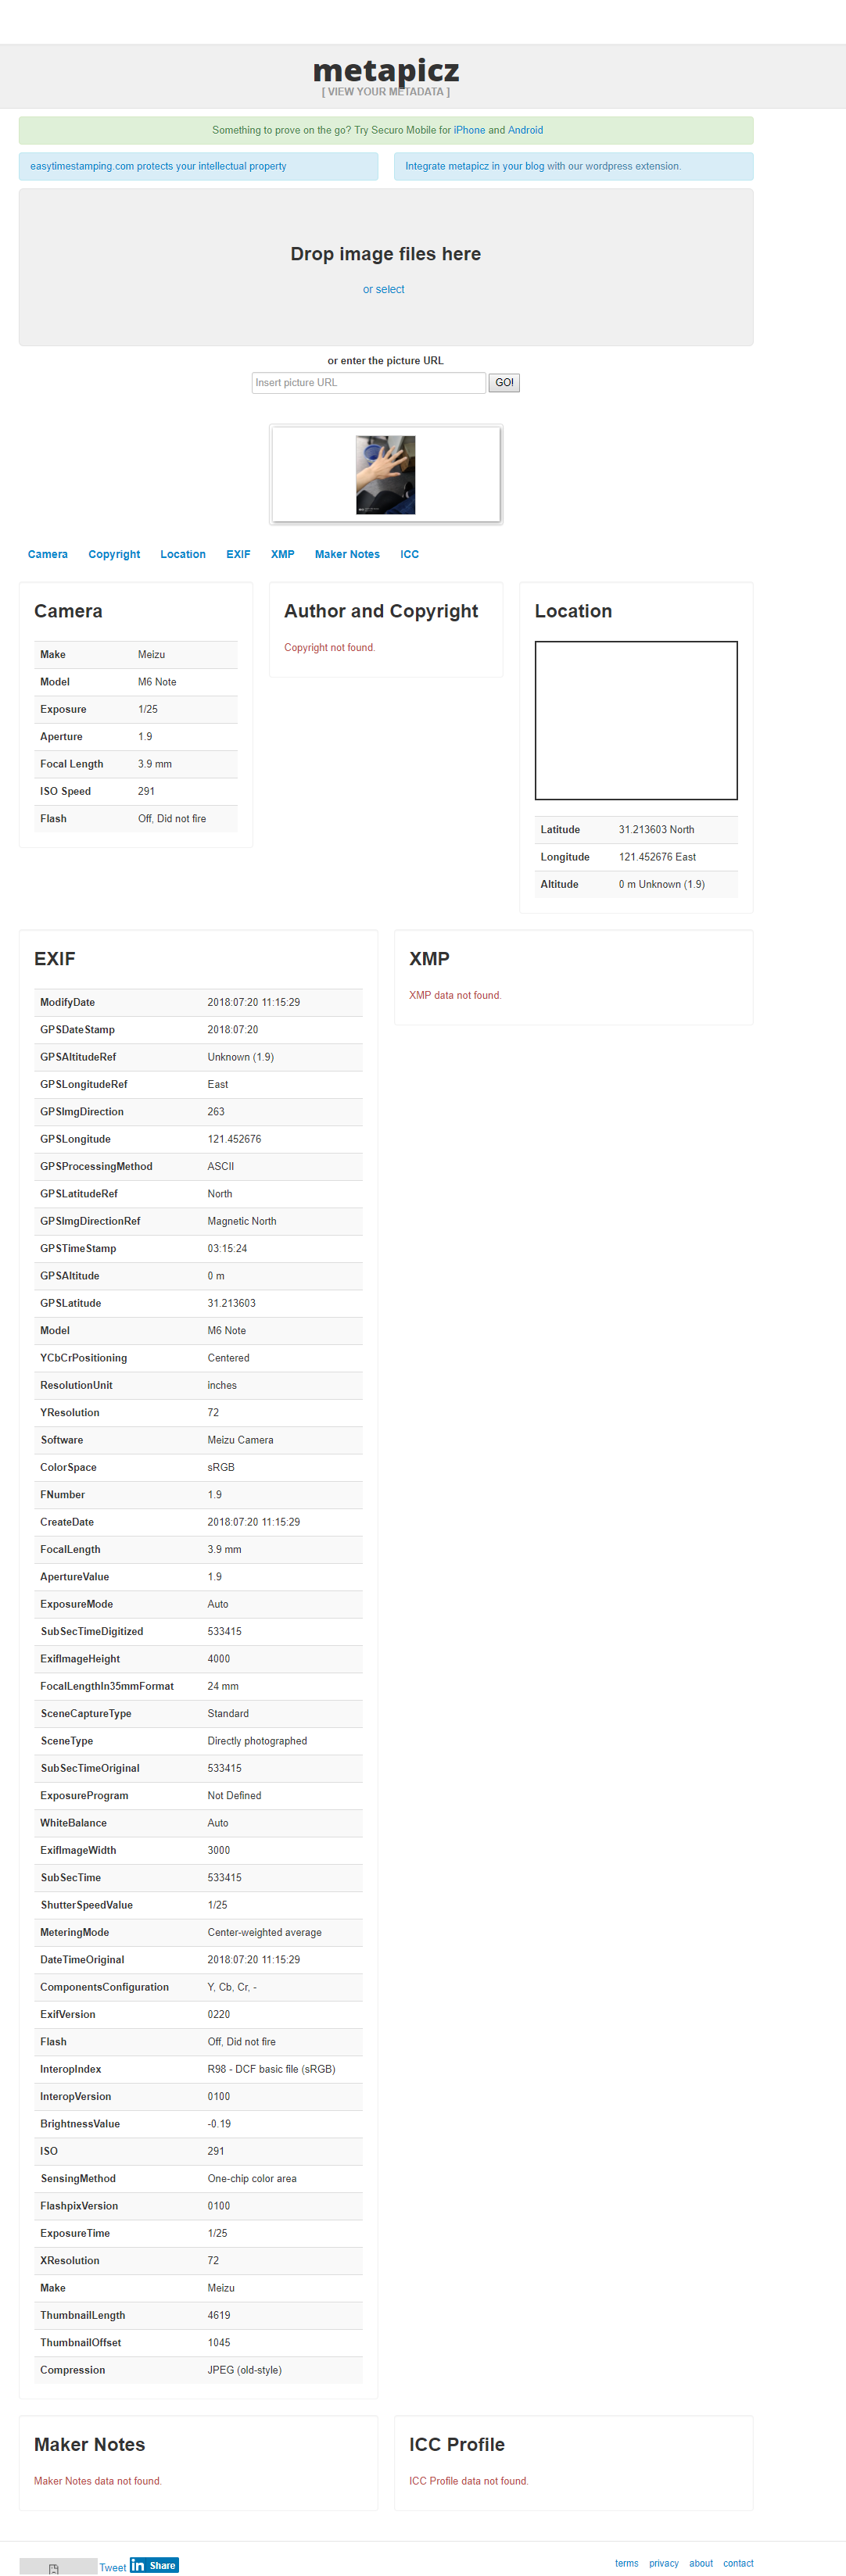 metapicz
[ VIEW YOUR METADATA ]
Something to prove on the go? Try Securo Mobile for iPhone and Android
easytimestamping.com protects your intellectual property
Integrate metapicz in your blog with our wordpress extension.
Drop image files here
or select
or enter the picture URL
Insert picture URL GO!
Camera Copyright Location EXIF XMP Maker Notes ICC
Camera
Make Meizu
Model M6 Note
Exposure 1/25
Aperture 1.9
Focal Length 3.9 mm
ISO Speed 291
Flash Off, Did not fire
Author and Copyright
Copyright not found.
Location
Latitude 31.213603 North
Longitude 121.452676 East
Altitude 0 m Unknown (1.9)
EXIF
ModifyDate 2018:07:20 11:15:29
GPSDateStamp 2018:07:20
GPSAltitudeRef Unknown (1.9)
GPSLongitudeRef East
GPSImgDirection 263
GPSLongitude 121.452676
GPSProcessingMethod ASCII
GPSLatitudeRef North
GPSImgDirectionRef Magnetic North
GPSTimeStamp 03:15:24
GPSAltitude 0 m
GPSLatitude 31.213603
Model M6 Note
YCbCrPositioning Centered
ResolutionUnit inches
YResolution 72
Software Meizu Camera
ColorSpace sRGB
FNumber 1.9
CreateDate 2018:07:20 11:15:29
FocalLength 3.9 mm
ApertureValue 1.9
ExposureMode Auto
SubSecTimeDigitized 533415
ExifImageHeight 4000
FocalLengthIn35mmFormat 24 mm
SceneCaptureType Standard
SceneType Directly photographed
SubSecTimeOriginal 533415
ExposureProgram Not Defined
WhiteBalance Auto
ExifImageWidth 3000
SubSecTime 533415
ShutterSpeedValue 1/25
MeteringMode Center-weighted average
DateTimeOriginal 2018:07:20 11:15:29
ComponentsConfiguration Y, Cb, Cr, -
ExifVersion 0220
Flash Off, Did not fire
InteropIndex R98 - DCF basic file (sRGB)
InteropVersion 0100
BrightnessValue -0.19
ISO 291
SensingMethod One-chip color area
FlashpixVersion 0100
ExposureTime 1/25
XResolution 72
Make Meizu
ThumbnailLength 4619
ThumbnailOffset 1045
Compression JPEG (old-style)
XMP
XMP data not found.
Maker Notes
Maker Notes data not found.
ICC Profile
ICC Profile data not found.
Tweet in Share
terms privacy about contact